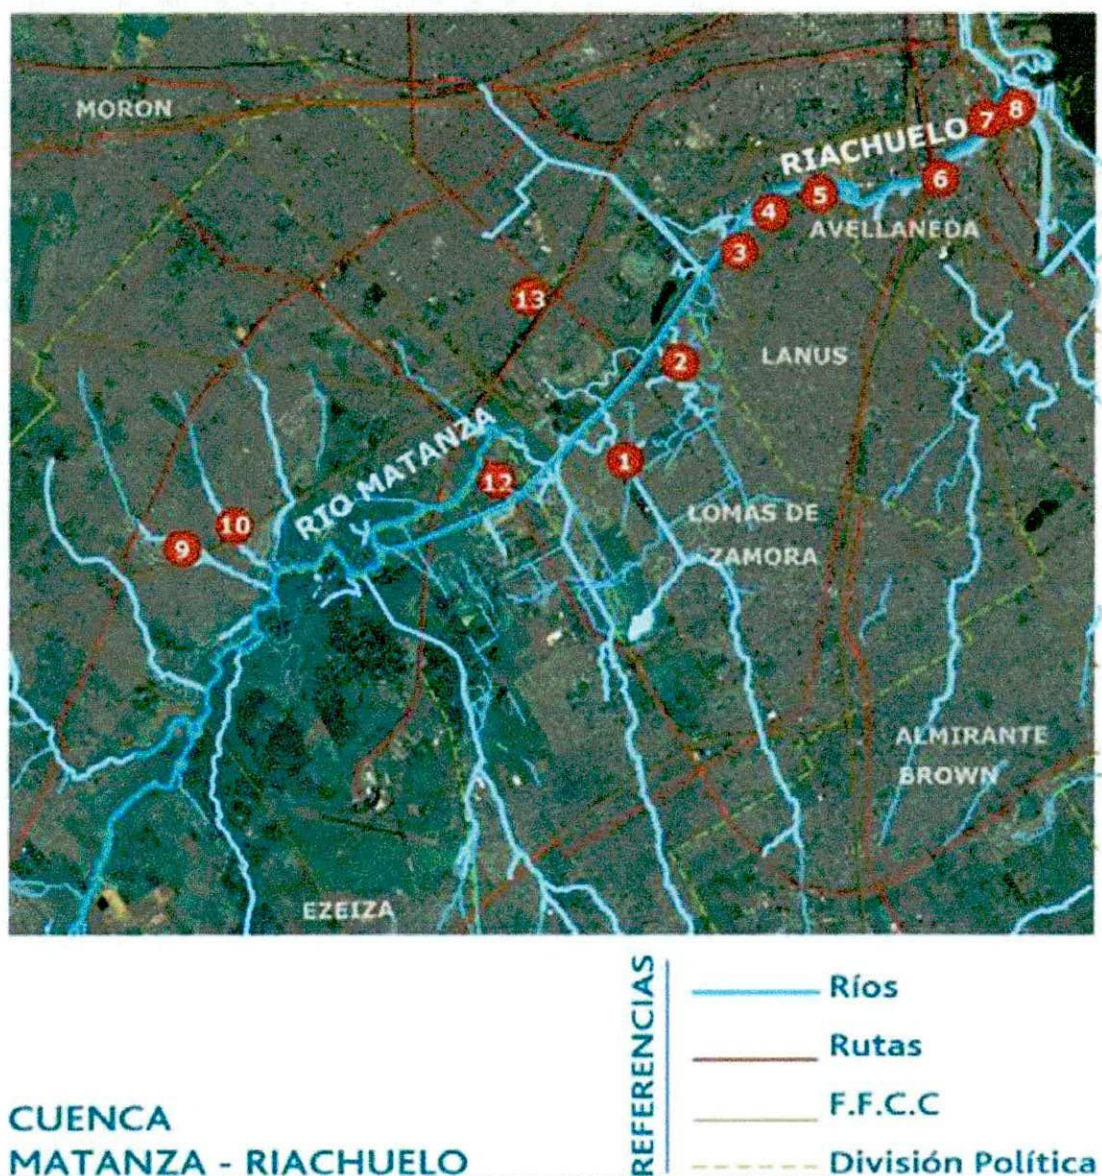 MORON
RIACHUELO
7
8
6
5
4
AVELLANEDA
3
13
LANUS
2
RIO MATANZA
1
12
LOMAS DE
ZAMORA
10
9
ALMIRANTE
BROWN
EZEIZA
REFERENCIAS
Ríos
Rutas
F.F.C.C
División Política
CUENCA
MATANZA - RIACHUELO